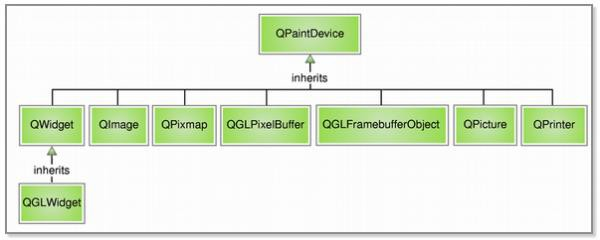 QPaintDevice
inherits
QWidget QImage QPixmap QGLPixelBuffer QGLFramebufferObject QPicture QPrinter
inherits
QGLWidget